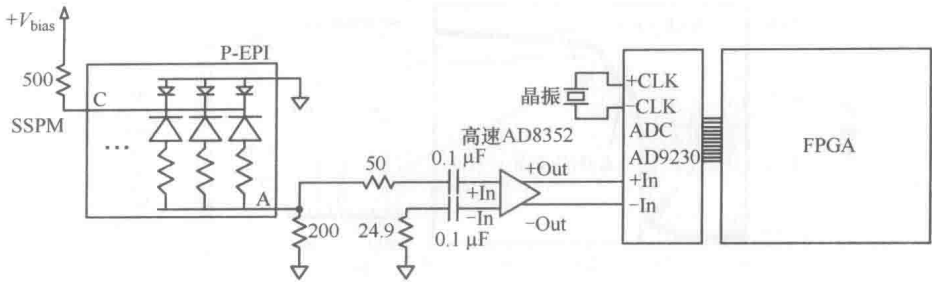 +Vbias
P-EPI
500
C
SSPM
...
A
200
50
24.9
0.1 μF
0.1 μF
高速AD8352
+In
−In
+Out
−Out
晶振
+CLK
−CLK
ADC
AD9230
+In
−In
FPGA